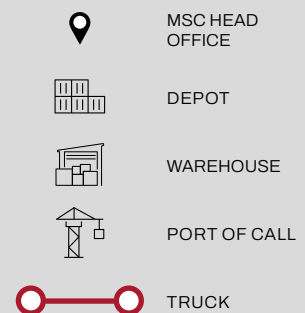 MSC HEAD
OFFICE
DEPOT
WAREHOUSE
PORT OF CALL
TRUCK